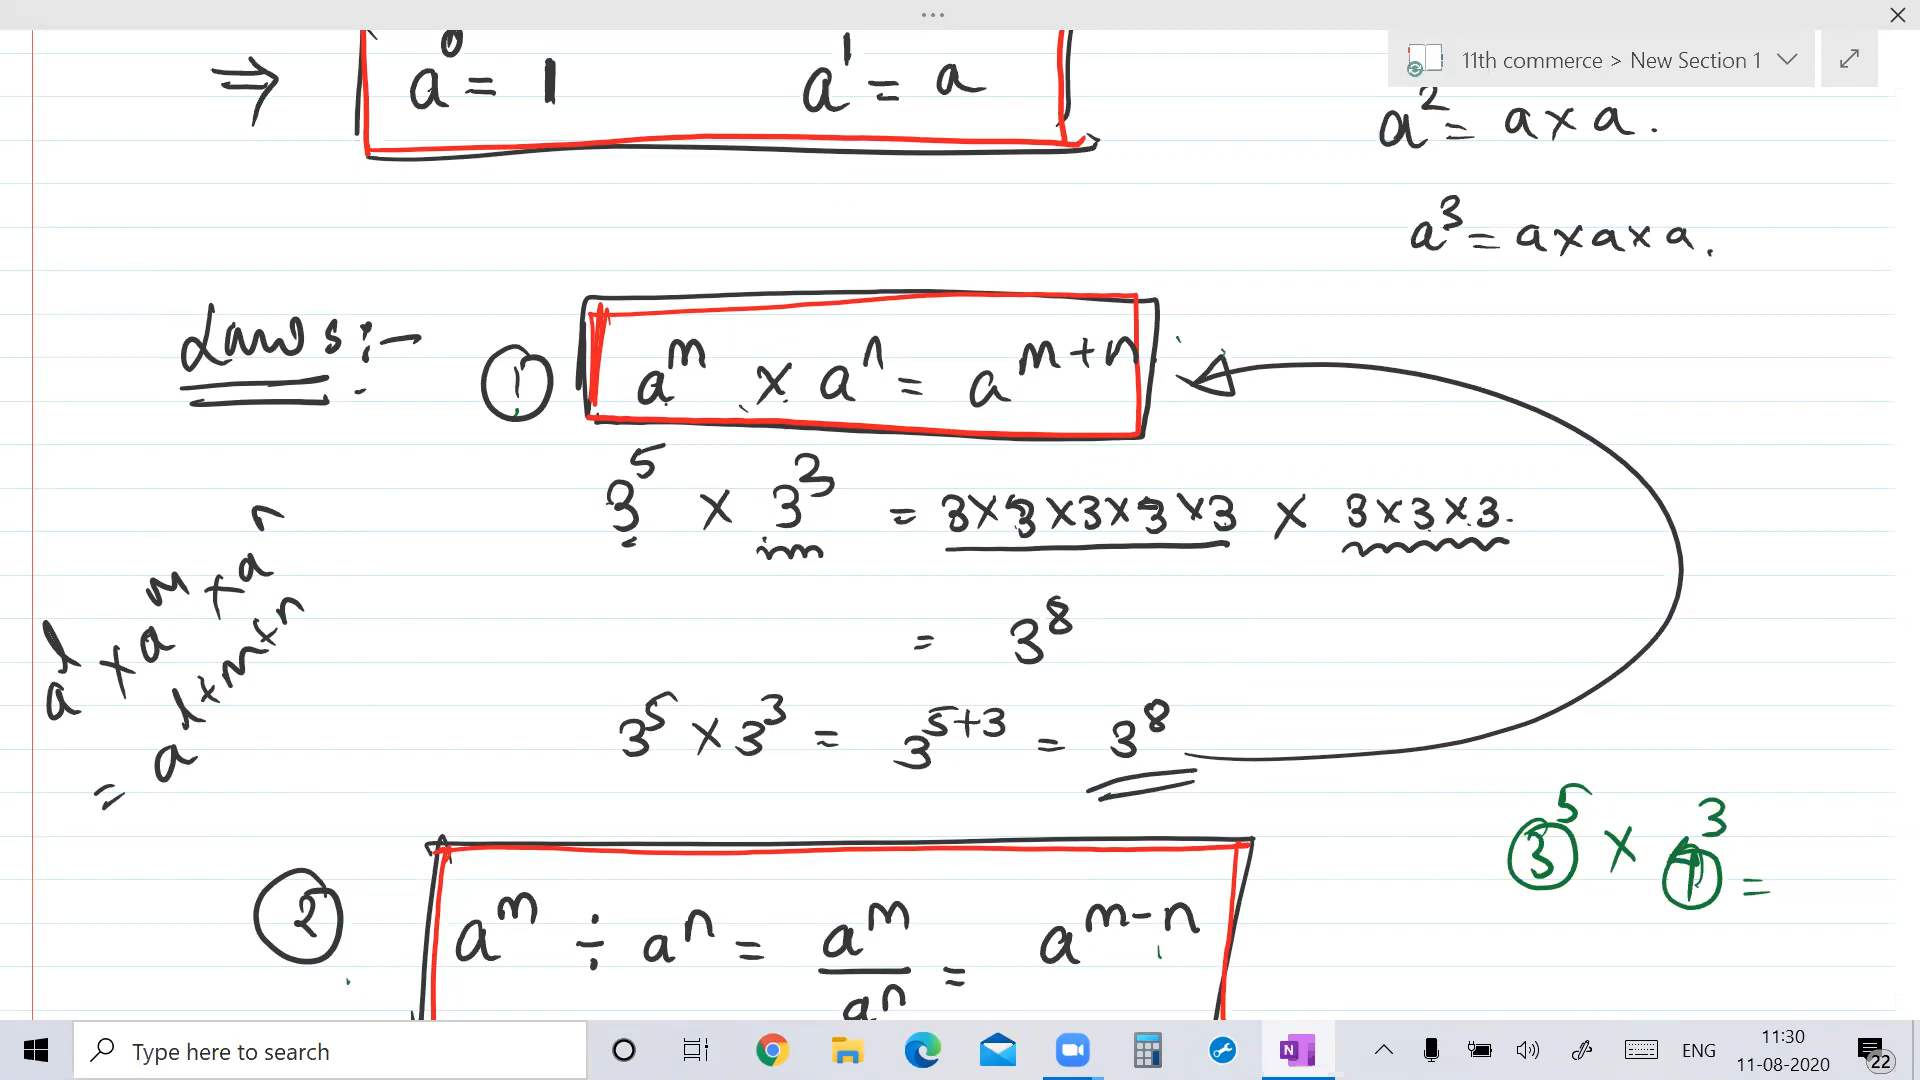 11th commerce > New Section 1
⇒ a⁰ = 1 a¹ = a
a² = a x a.
a³ = a x a x a.
Laws :-
① aᵐ x aⁿ = aᵐ⁺ⁿ
3⁵ x 3³ = 3x3x3x3x3 x 3x3x3.
= 3⁸
3⁵ x 3³ = 3⁵⁺³ = 3⁸
aˡ x aᵐ x aⁿ
= aˡ⁺ᵐ⁺ⁿ
3⁵ x 4³ =
② aᵐ ÷ aⁿ = aᵐ/aⁿ = aᵐ⁻ⁿ
Type here to search
ENG
11:30
11-08-2020
22